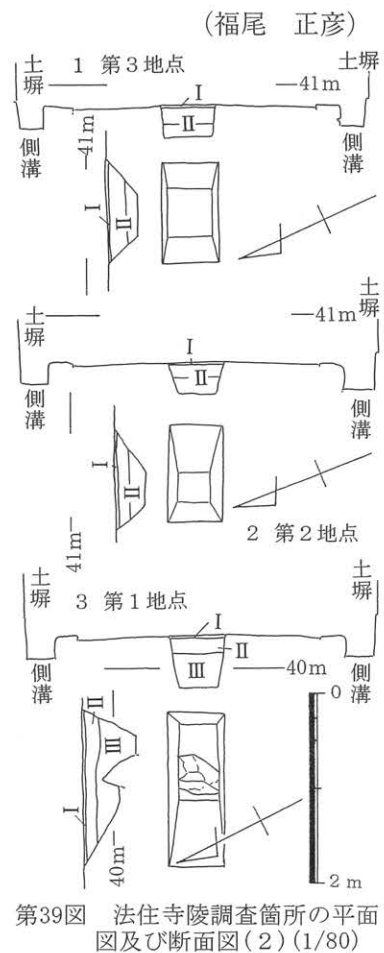 (福尾 正彦)
土塀
1 第3地点
土塀
I
41m
II
側溝
41m
側溝
I
II
土塀
41m
土塀
I
II
側溝
側溝
I
II
41m
2 第2地点
土塀
3 第1地点
土塀
I
II
側溝
III
40m
側溝
II
III
I
40m
0
2m
第39図 法住寺陵調査箇所の平面
図及び断面図(2)(1/80)